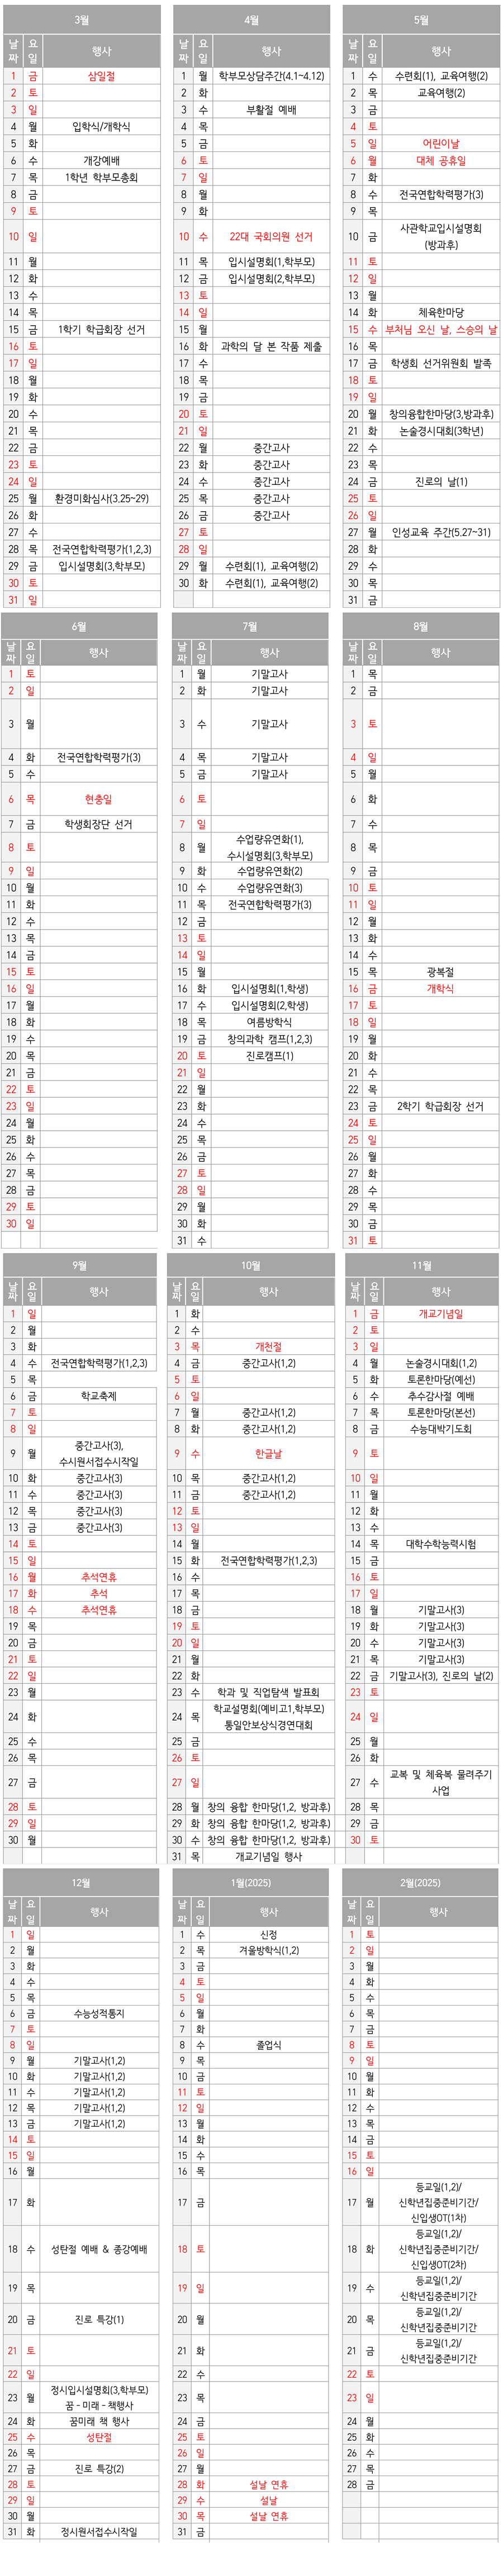 3월
날짜 요일 행사
1 금 삼일절
2 토
3 일
4 월 입학식/개학식
5 화
6 수 개강예배
7 목 1학년 학부모총회
8 금
9 토
10 일
11 월
12 화
13 수
14 목
15 금 1학기 학급회장 선거
16 토
17 일
18 월
19 화
20 수
21 목
22 금
23 토
24 일
25 월 환경미화심사(3.25~29)
26 화
27 수
28 목 전국연합학력평가(1,2,3)
29 금 입시설명회(3,학부모)
30 토
31 일
4월
날짜 요일 행사
1 월 학부모상담주간(4.1~4.12)
2 화
3 수 부활절 예배
4 목
5 금
6 토
7 일
8 월
9 화
10 수 22대 국회의원 선거
11 목 입시설명회(1,학부모)
12 금 입시설명회(2,학부모)
13 토
14 일
15 월
16 화 과학의 달 본 작품 제출
17 수
18 목
19 금
20 토
21 일
22 월 중간고사
23 화 중간고사
24 수 중간고사
25 목 중간고사
26 금 중간고사
27 토
28 일
29 월 수련회(1), 교육여행(2)
30 화 수련회(1), 교육여행(2)
5월
날짜 요일 행사
1 수 수련회(1), 교육여행(2)
2 목 교육여행(2)
3 금
4 토
5 일 어린이날
6 월 대체 공휴일
7 화
8 수 전국연합학력평가(3)
9 목
10 금 사관학교입시설명회
(방과후)
11 토
12 일
13 월
14 화 체육한마당
15 수 부처님 오신 날, 스승의 날
16 목
17 금 학생회 선거위원회 발족
18 토
19 일
20 월 창의융합한마당(3,방과후)
21 화 논술경시대회(3학년)
22 수
23 목
24 금 진로의 날(1)
25 토
26 일
27 월 인성교육 주간(5.27~31)
28 화
29 수
30 목
31 금
6월
날짜 요일 행사
1 토
2 일
3 월
4 화 전국연합학력평가(3)
5 수
6 목 현충일
7 금 학생회장단 선거
8 토
9 일
10 월
11 화
12 수
13 목
14 금
15 토
16 일
17 월
18 화
19 수
20 목
21 금
22 토
23 일
24 월
25 화
26 수
27 목
28 금
29 토
30 일
7월
날짜 요일 행사
1 월 기말고사
2 화 기말고사
3 수 기말고사
4 목 기말고사
5 금 기말고사
6 토
7 일
8 월 수업량유연화(1),
수시설명회(3,학부모)
9 화 수업량유연화(2)
10 수 수업량유연화(3)
11 목 전국연합학력평가(3)
12 금
13 토
14 일
15 월
16 화 입시설명회(1,학생)
17 수 입시설명회(2,학생)
18 목 여름방학식
19 금 창의과학 캠프(1,2,3)
20 토 진로캠프(1)
21 일
22 월
23 화
24 수
25 목
26 금
27 토
28 일
29 월
30 화
31 수
8월
날짜 요일 행사
1 목
2 금
3 토
4 일
5 월
6 화
7 수
8 목
9 금
10 토
11 일
12 월
13 화
14 수
15 목 광복절
16 금 개학식
17 토
18 일
19 월
20 화
21 수
22 목
23 금 2학기 학급회장 선거
24 토
25 일
26 월
27 화
28 수
29 목
30 금
31 토
9월
날짜 요일 행사
1 일
2 월
3 화
4 수 전국연합학력평가(1,2,3)
5 목
6 금 학교축제
7 토
8 일
9 월 중간고사(3),
수시원서접수시작일
10 화 중간고사(3)
11 수 중간고사(3)
12 목 중간고사(3)
13 금 중간고사(3)
14 토
15 일
16 월 추석연휴
17 화 추석
18 수 추석연휴
19 목
20 금
21 토
22 일
23 월
24 화
25 수
26 목
27 금
28 토
29 일
30 월
10월
날짜 요일 행사
1 화
2 수
3 목 개천절
4 금 중간고사(1,2)
5 토
6 일
7 월 중간고사(1,2)
8 화 중간고사(1,2)
9 수 한글날
10 목 중간고사(1,2)
11 금 중간고사(1,2)
12 토
13 일
14 월
15 화 전국연합학력평가(1,2,3)
16 수
17 목
18 금
19 토
20 일
21 월
22 화
23 수 학과 및 직업탐색 발표회
24 목 학교설명회(예비고1,학부모)
통일안보상식경연대회
25 금
26 토
27 일
28 월 창의 융합 한마당(1,2, 방과후)
29 화 창의 융합 한마당(1,2, 방과후)
30 수 창의 융합 한마당(1,2, 방과후)
31 목 개교기념일 행사
11월
날짜 요일 행사
1 금 개교기념일
2 토
3 일
4 월 논술경시대회(1,2)
5 화 토론한마당(예선)
6 수 추수감사절 예배
7 목 토론한마당(본선)
8 금 수능대박기도회
9 토
10 일
11 월
12 화
13 수
14 목 대학수학능력시험
15 금
16 토
17 일
18 월 기말고사(3)
19 화 기말고사(3)
20 수 기말고사(3)
21 목 기말고사(3)
22 금 기말고사(3), 진로의 날(2)
23 토
24 일
25 월
26 화
27 수 교복 및 체육복 물려주기
사업
28 목
29 금
30 토
12월
날짜 요일 행사
1 일
2 월
3 화
4 수
5 목
6 금 수능성적통지
7 토
8 일
9 월 기말고사(1,2)
10 화 기말고사(1,2)
11 수 기말고사(1,2)
12 목 기말고사(1,2)
13 금 기말고사(1,2)
14 토
15 일
16 월
17 화
18 수 성탄절 예배 & 종강예배
19 목
20 금 진로 특강(1)
21 토
22 일
23 월 정시입시설명회(3,학부모)
꿈-미래-책행사
24 화 꿈미래 책 행사
25 수 성탄절
26 목
27 금 진로 특강(2)
28 토
29 일
30 월
31 화 정시원서접수시작일
1월(2025)
날짜 요일 행사
1 수 신정
2 목 겨울방학식(1,2)
3 금
4 토
5 일
6 월
7 화
8 수 졸업식
9 목
10 금
11 토
12 일
13 월
14 화
15 수
16 목
17 금
18 토
19 일
20 월
21 화
22 수
23 목
24 금
25 토
26 일
27 월
28 화 설날 연휴
29 수 설날
30 목 설날 연휴
31 금
2월(2025)
날짜 요일 행사
1 토
2 일
3 월
4 화
5 수
6 목
7 금
8 토
9 일
10 월
11 화
12 수
13 목
14 금
15 토
16 일
17 월 등교일(1,2)/
신학년집중준비기간/
신입생OT(1차)
18 화 등교일(1,2)/
신학년집중준비기간/
신입생OT(2차)
19 수 등교일(1,2)/
신학년집중준비기간
20 목 등교일(1,2)/
신학년집중준비기간
21 금 등교일(1,2)/
신학년집중준비기간
22 토
23 일
24 월
25 화
26 수
27 목
28 금